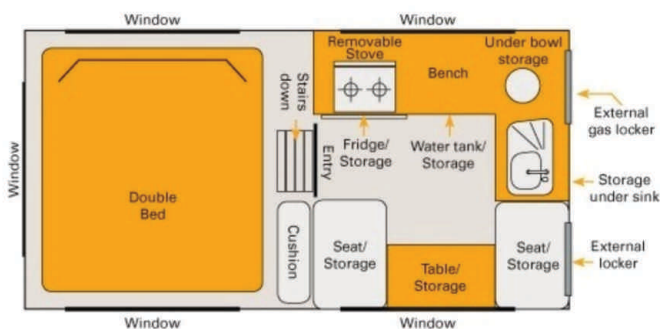 Window
Window
Removable
Stove
Bench
Under bowl
storage
Stairs
down
External
gas locker
Window
Entry
Fridge/
Storage
Water tank/
Storage
Double
Bed
Storage
under sink
Cushion
Seat/
Storage
Table/
Storage
Seat/
Storage
External
locker
Window
Window